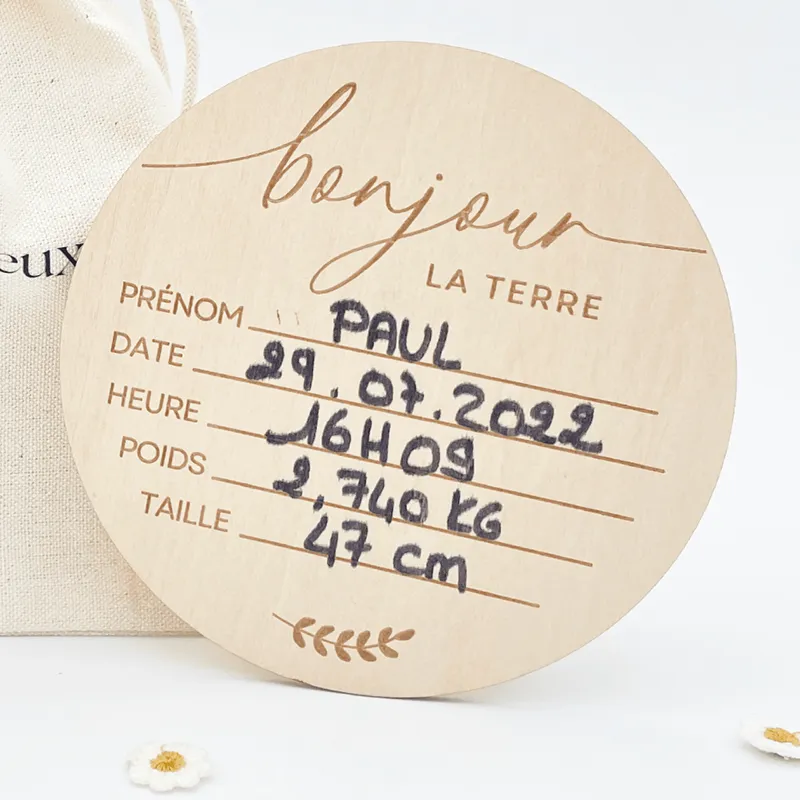 bonjour
LA TERRE
PRÉNOM PAUL
DATE 29.07.2022
HEURE 16H09
POIDS 2,740 KG
TAILLE 47 cm